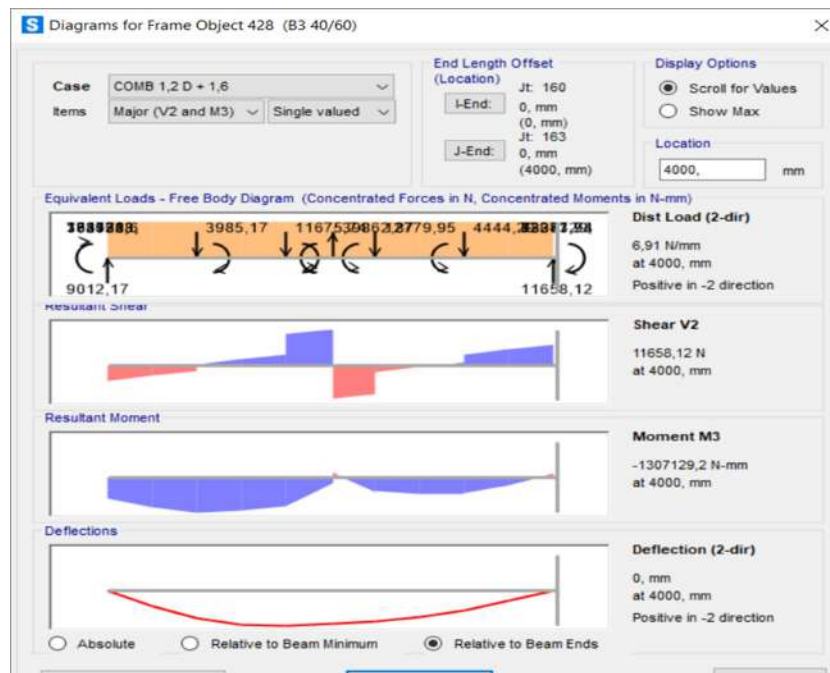 Diagrams for Frame Object 428 (B3 40/60)
Case COMB 1,2 D + 1,6
Items Major (V2 and M3) Single valued
End Length Offset
(Location)
Jt: 160
I-End: 0, mm
(0, mm)
Jt: 163
J-End: 0, mm
(4000, mm)
Display Options
Scroll for Values
Show Max
Location
4000, mm
Equivalent Loads - Free Body Diagram (Concentrated Forces in N, Concentrated Moments in N-mm)
3985,17
9012,17 11658,12
Dist Load (2-dir)
6,91 N/mm
at 4000, mm
Positive in -2 direction
Resultant Shear
Shear V2
11658,12 N
at 4000, mm
Resultant Moment
Moment M3
-1307129,2 N-mm
at 4000, mm
Deflections
Deflection (2-dir)
0, mm
at 4000, mm
Positive in -2 direction
Absolute Relative to Beam Minimum Relative to Beam Ends